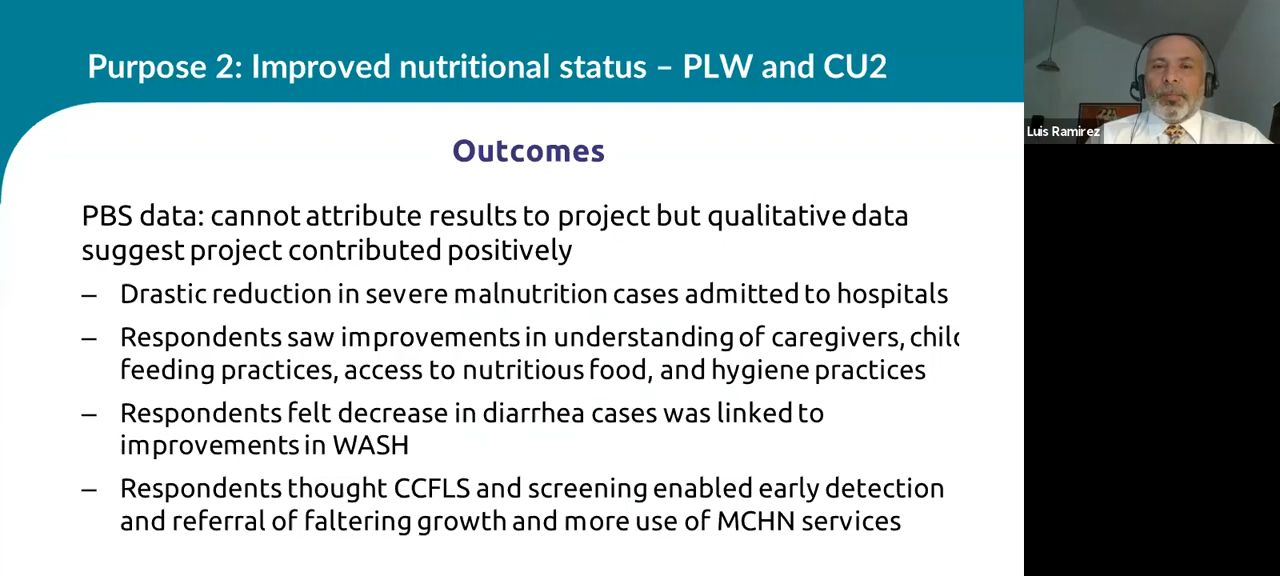 Purpose 2: Improved nutritional status – PLW and CU2
Luis Ramirez
Outcomes
PBS data: cannot attribute results to project but qualitative data
suggest project contributed positively
– Drastic reduction in severe malnutrition cases admitted to hospitals
– Respondents saw improvements in understanding of caregivers,
feeding practices, access to nutritious food, and hygiene practices
– Respondents felt decrease in diarrhea cases was linked to
improvements in WASH
– Respondents thought CCFLS and screening enabled early detection
and referral of faltering growth and more use of MCHN services